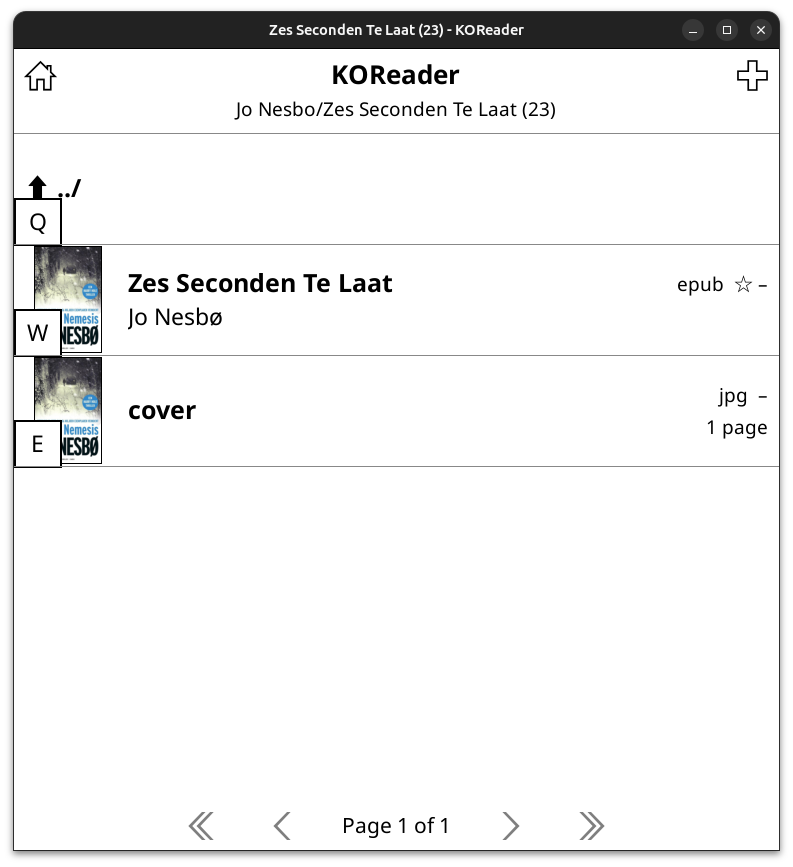 Zes Seconden Te Laat (23) - KOReader
KOReader
Jo Nesbo/Zes Seconden Te Laat (23)
../
Q
Zes Seconden Te Laat
epub ☆ –
Jo Nesbø
Nemesis
W
NESBØ
cover
jpg –
1 page
Nemesis
E
NESBØ
Page 1 of 1